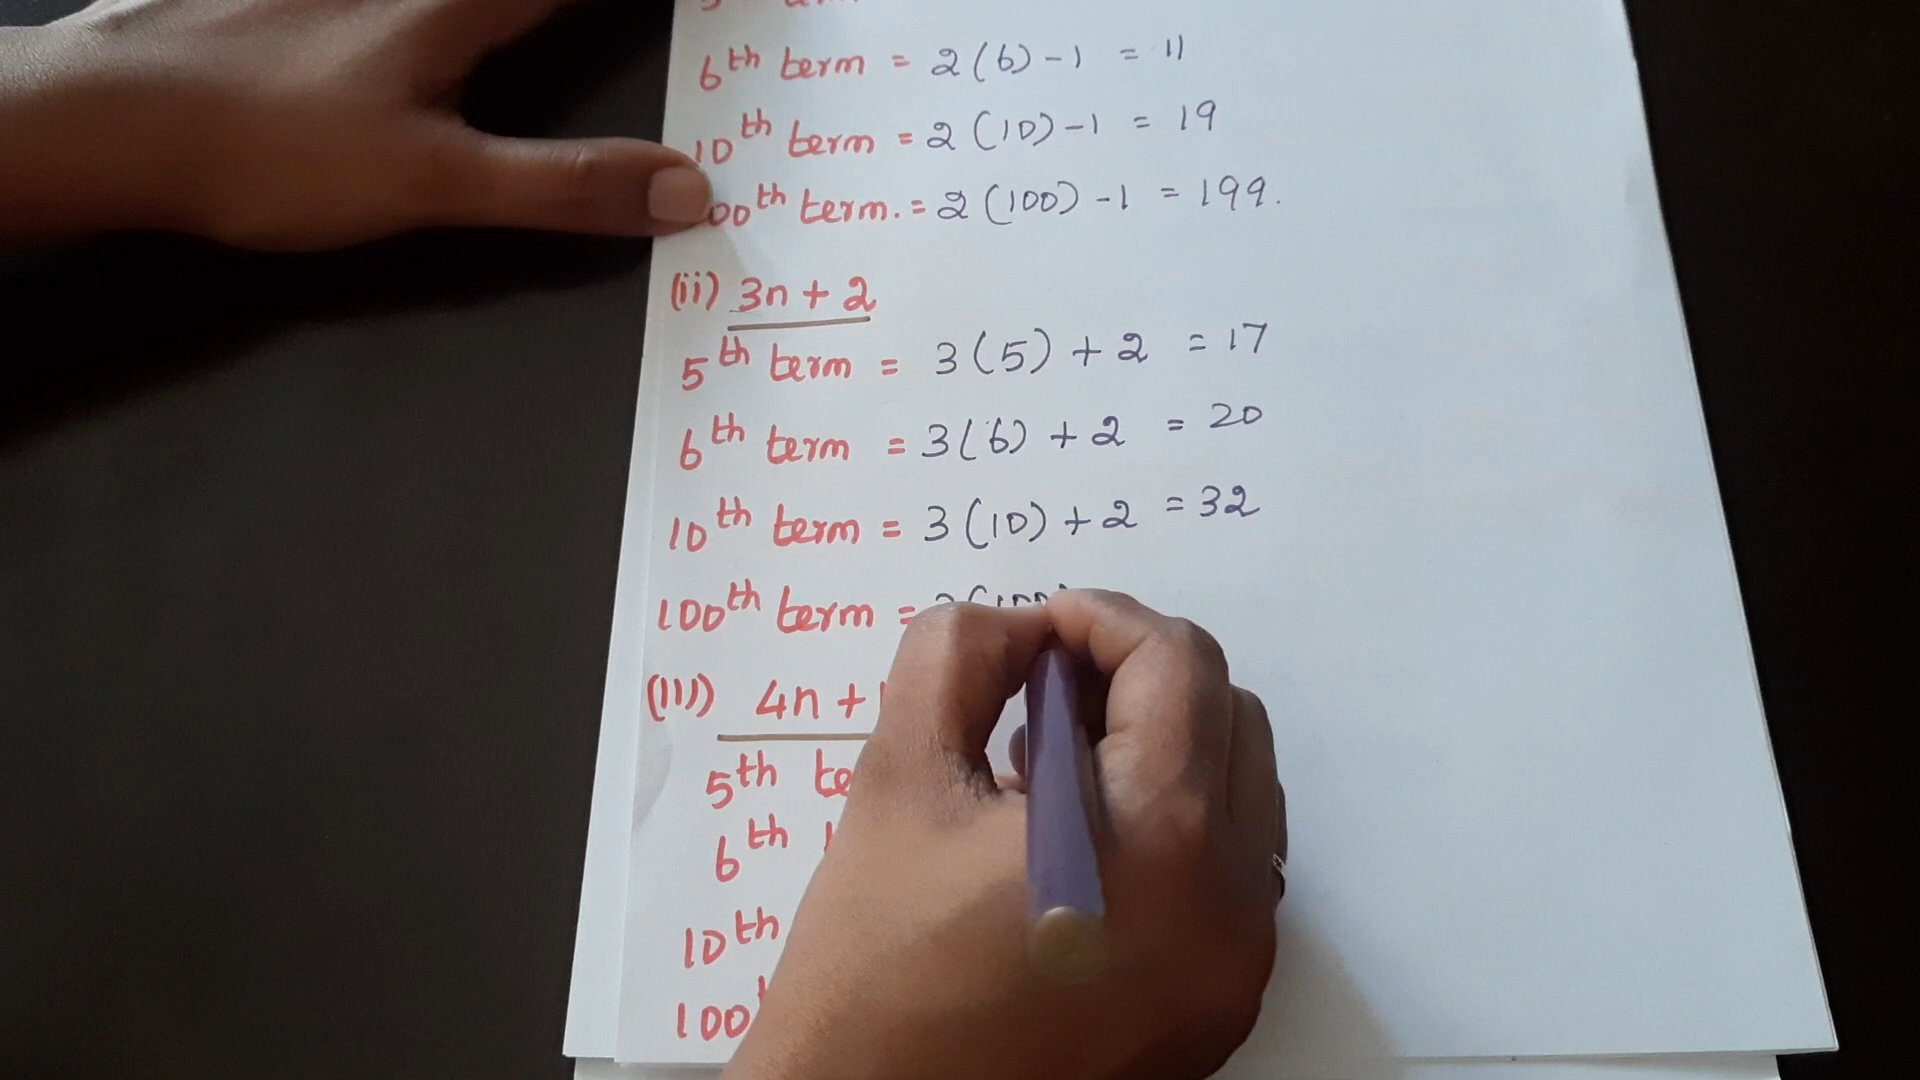 6th term = 2(6)-1 = 11
10th term = 2(10)-1 = 19
00th term. = 2(100)-1 = 199.
(ii) 3n+2
5th term = 3(5)+2 = 17
6th term = 3(6)+2 = 20
10th term = 3(10)+2 = 32
100th term =
(iii) 4n+
5th te
6th
10th
100